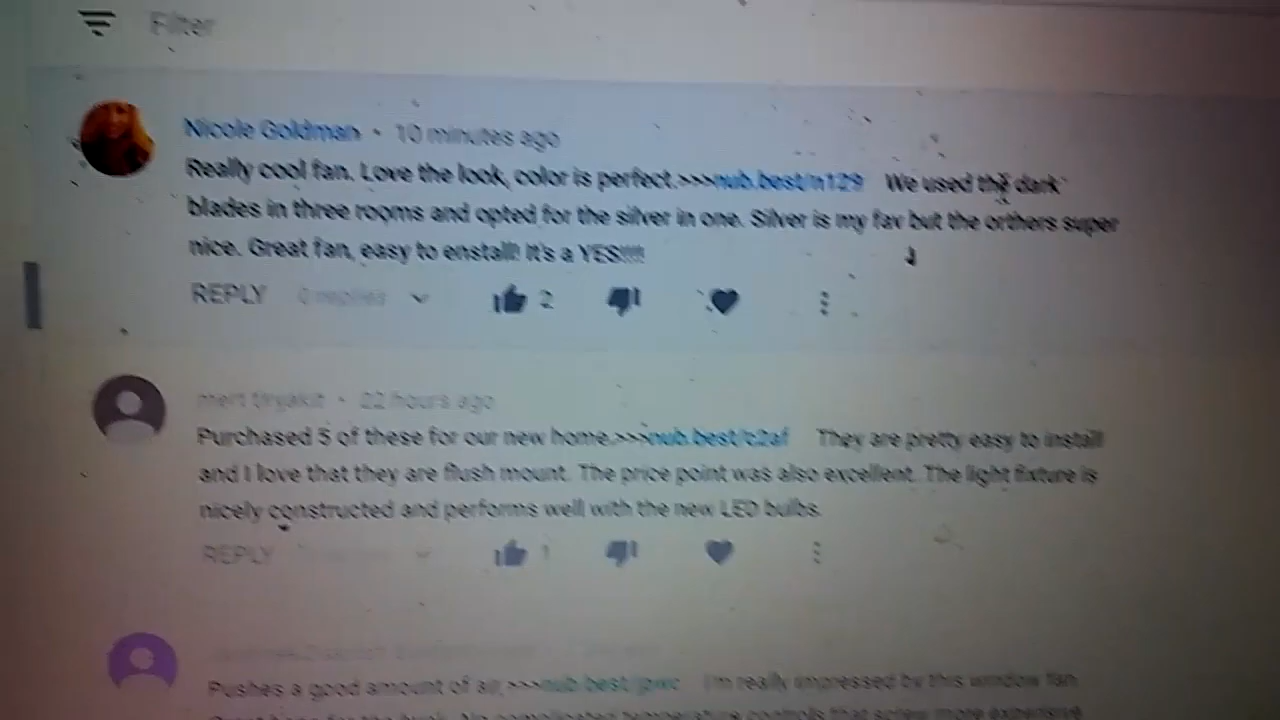 Filter
Nicole Goldman • 10 minutes ago
Really cool fan. Love the look, color is perfect.>>>nub.best/n129 We used the dark
blades in three rooms and opted for the silver in one. Silver is my fav but the orthers super
nice. Great fan, easy to enstall! It's a YES!!!!
REPLY 0 replies 2
mert tiryakit • 22 hours ago
Purchased 5 of these for our new home.>>>nub.best/c2af They are pretty easy to install
and I love that they are flush mount. The price point was also excellent. The light fixture is
nicely constructed and performs well with the new LED bulbs.
REPLY 1
Pushes a good amount of air,>>>nub.best/jpwc I'm really impressed by this window fan